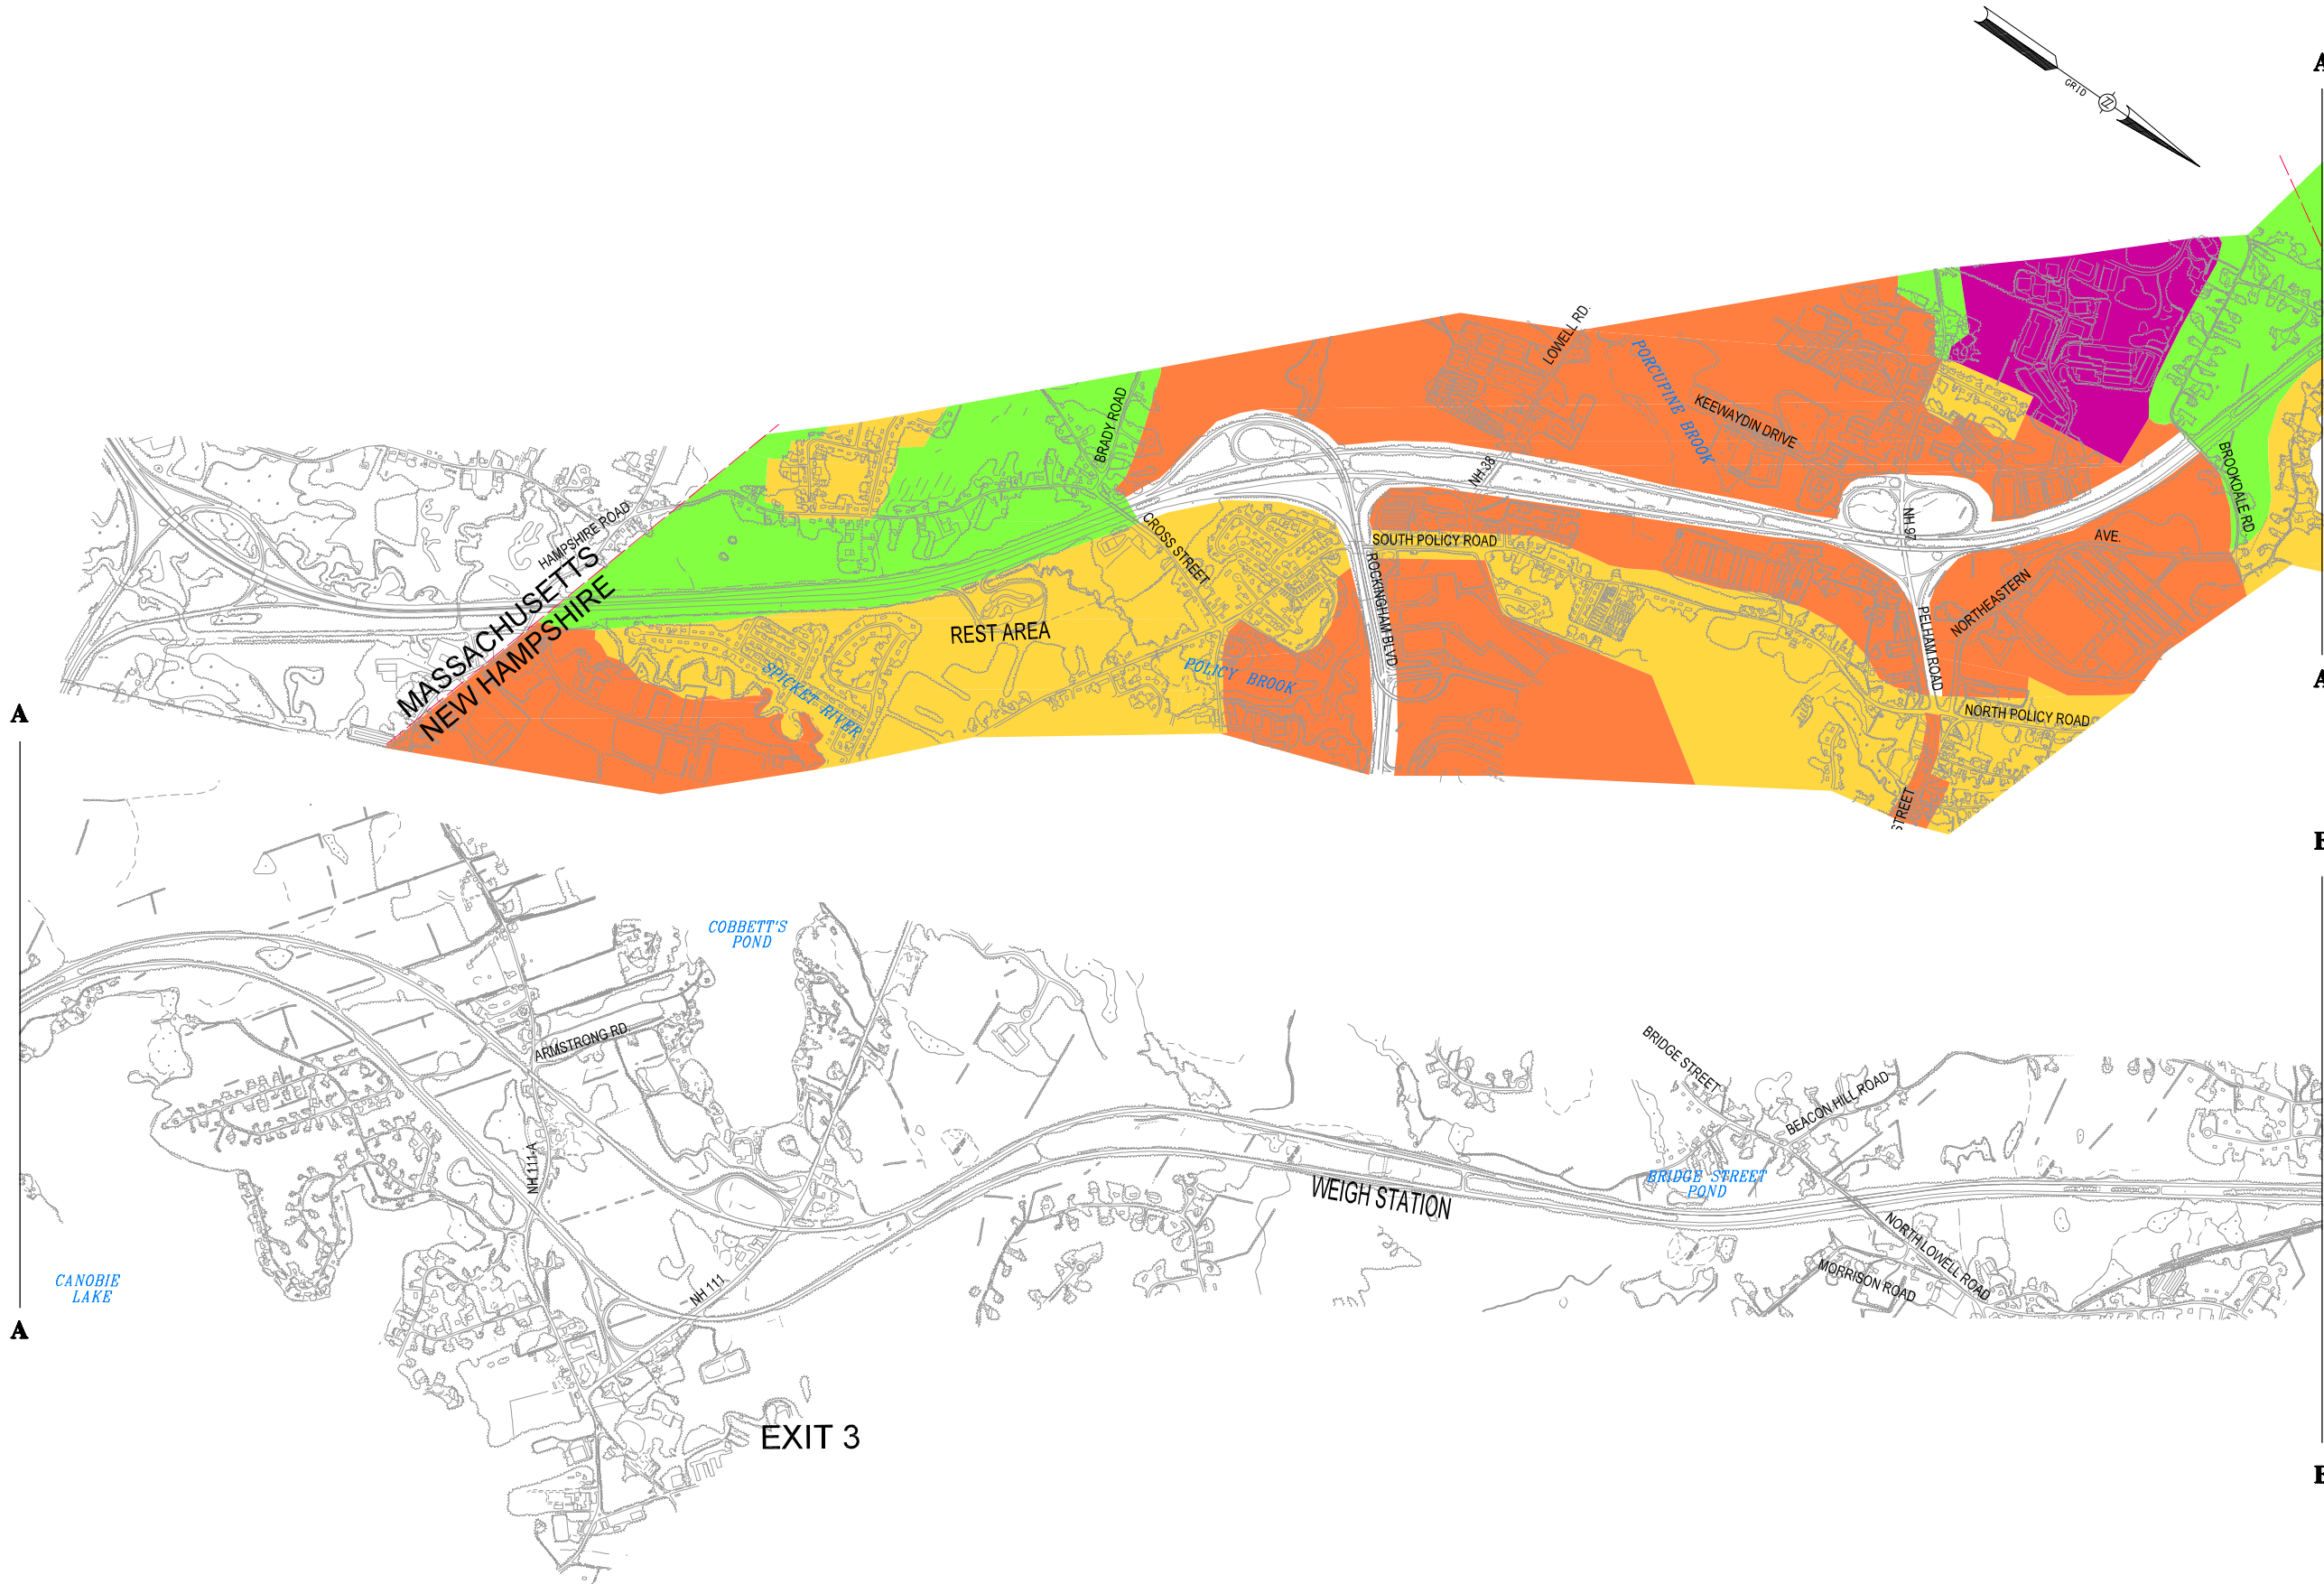 GRID
A
LOWELL RD.
PORCUPINE BROOK
BRADY ROAD
KEEWAYDIN DRIVE
NH 38
BROOKDALE RD
HAMPSHIRE ROAD
CROSS STREET
SOUTH POLICY ROAD
NH 97
AVE.
NORTHEASTERN
MASSACHUSETTS
NEW HAMPSHIRE
REST AREA
ROCKINGHAM BLVD.
PELHAM ROAD
SPICKET RIVER
POLICY BROOK
NORTH POLICY ROAD
A
A
STREET
COBBETT'S
POND
ARMSTRONG RD.
BRIDGE STREET
BEACON HILL ROAD
NH 111-A
BRIDGE STREET
POND
WEIGH STATION
NORTH LOWELL ROAD
MORRISON ROAD
CANOBIE
LAKE
NH 111
A
EXIT 3